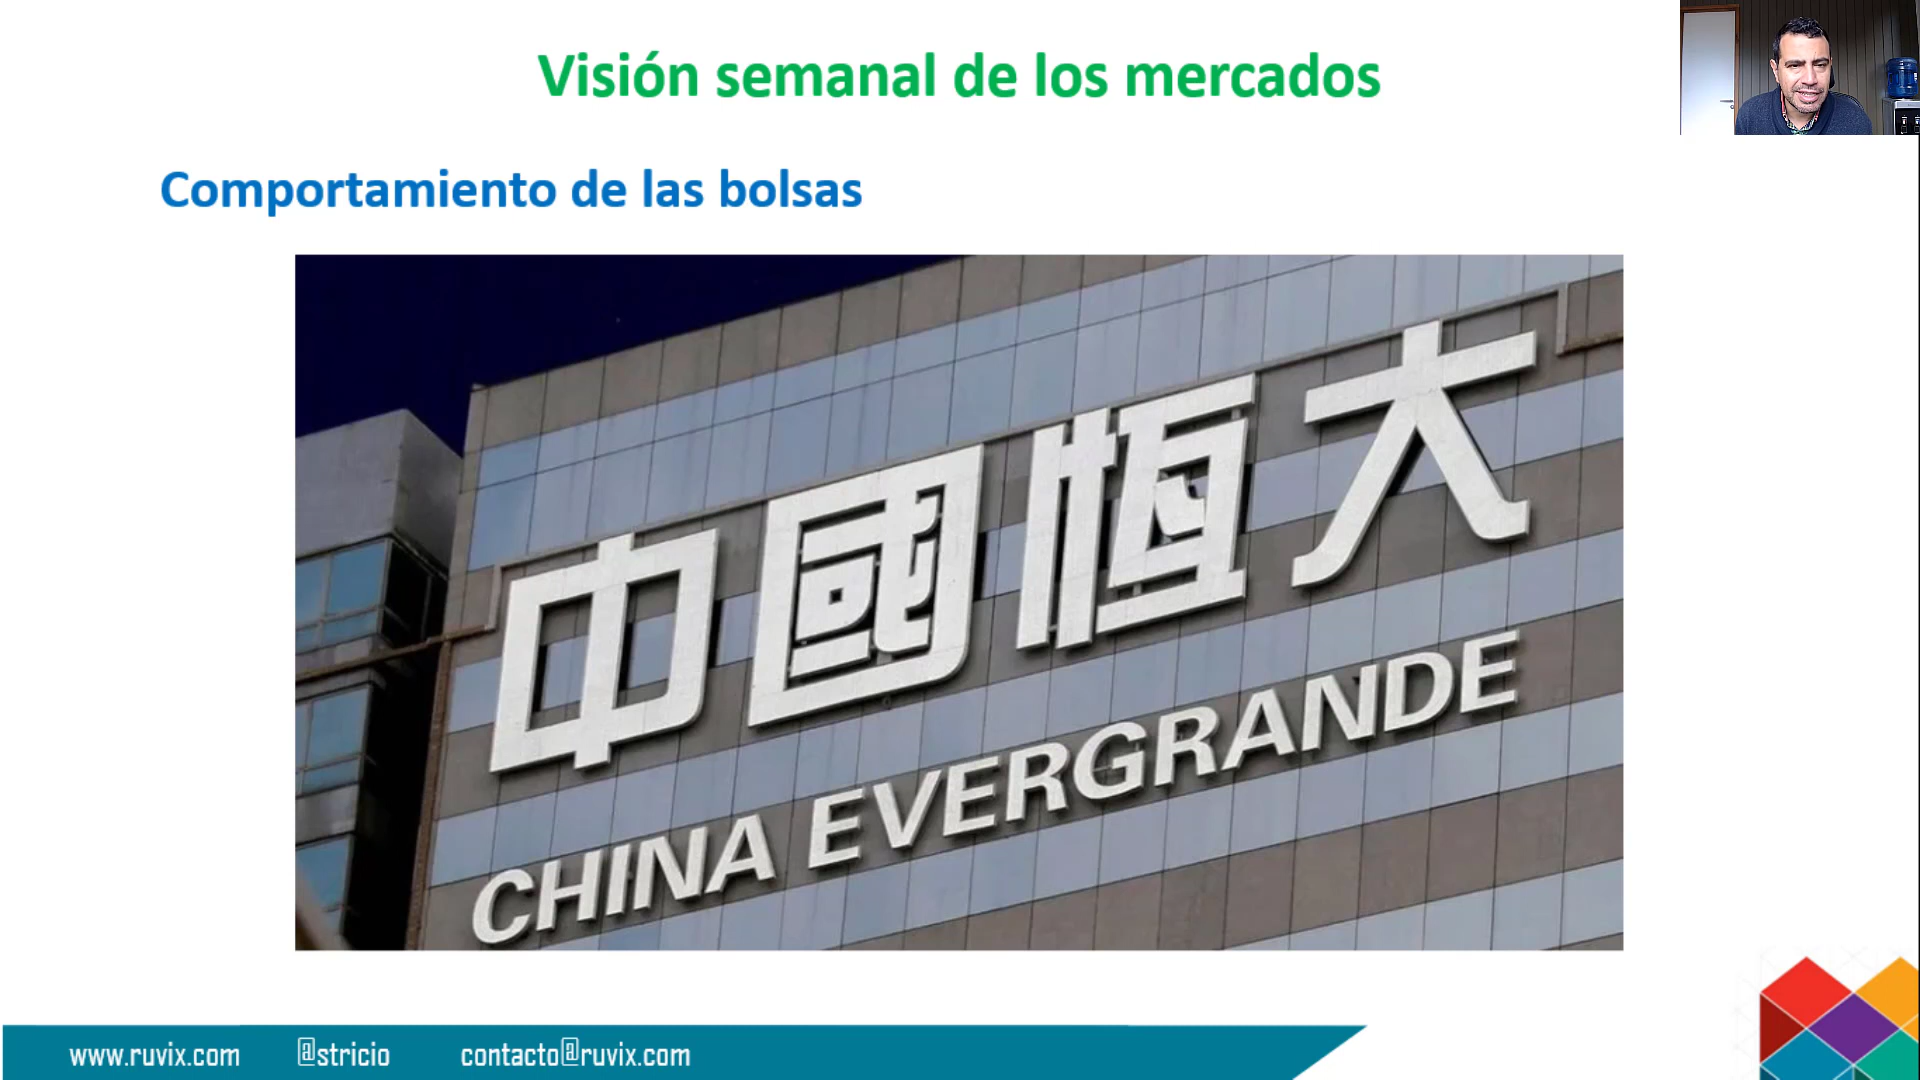 Visión semanal de los mercados
Comportamiento de las bolsas
中國恆大
CHINA EVERGRANDE
www.ruvix.com @stricio contacto@ruvix.com